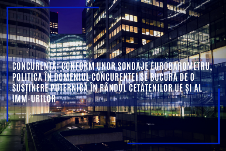 CONCURENȚĂ: CONFORM UNOR SONDAJE EUROBAROMETRU,
POLITICA ÎN DOMENIUL CONCURENȚEI SE BUCURĂ DE O
SUSȚINERE PUTERNICĂ ÎN RÂNDUL CETĂȚENILOR UE ȘI AL
IMM-URILOR